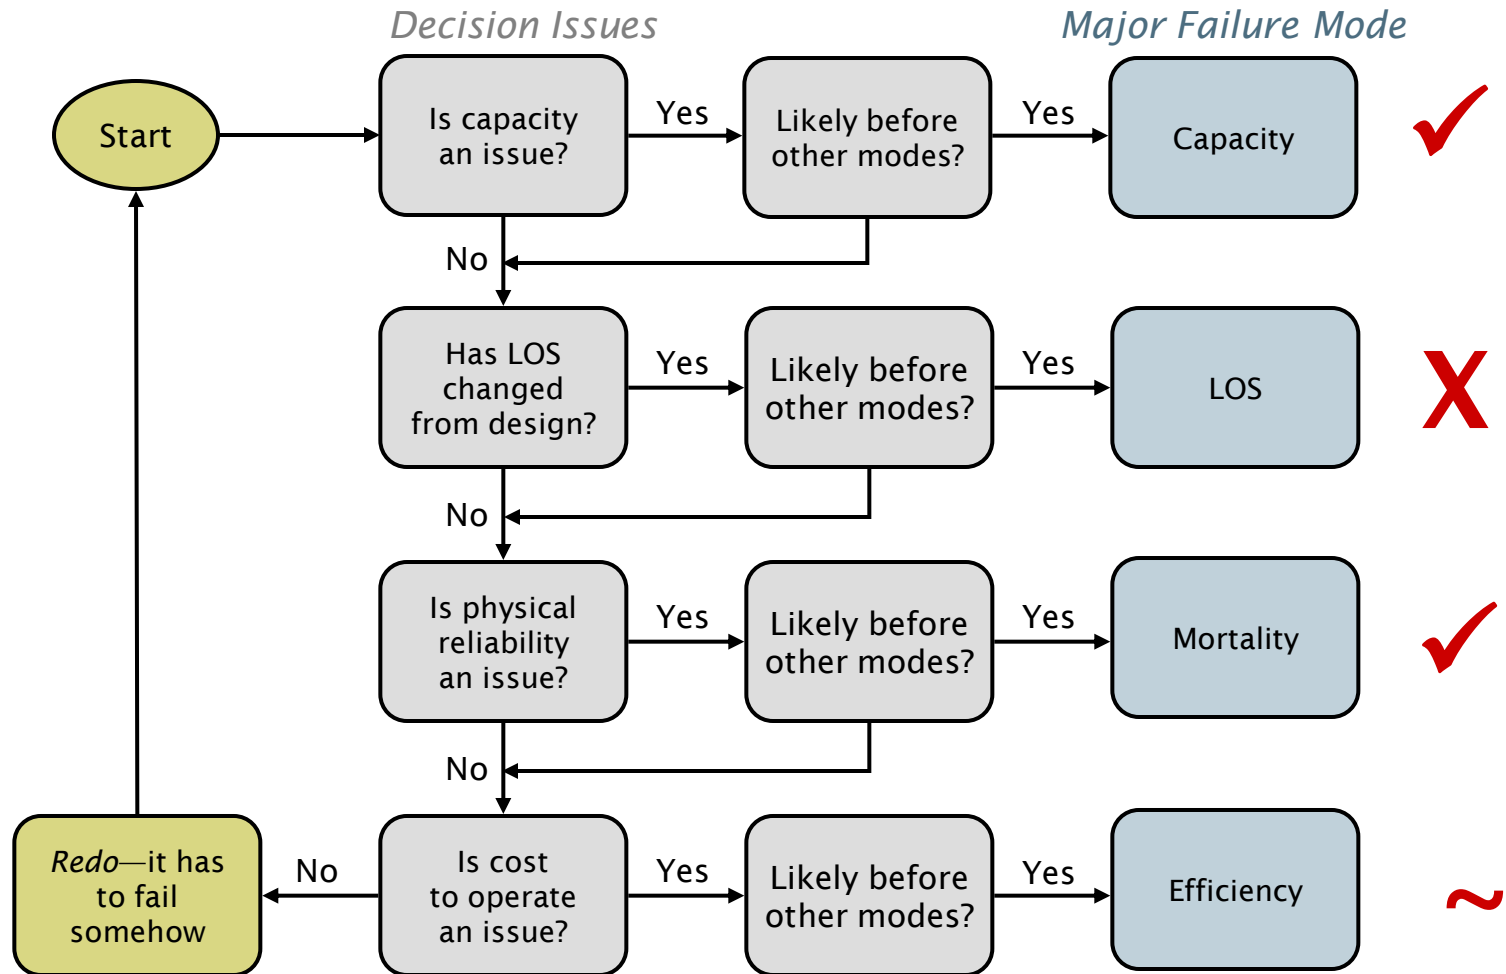 Decision Issues
Major Failure Mode
Start
Is capacity
an issue?
Yes
Likely before
other modes?
Yes
Capacity
✓
No
Has LOS
changed
from design?
Yes
Likely before
other modes?
Yes
LOS
X
No
Is physical
reliability
an issue?
Yes
Likely before
other modes?
Yes
Mortality
✓
No
Redo—it has
to fail
somehow
No
Is cost
to operate
an issue?
Yes
Likely before
other modes?
Yes
Efficiency
~